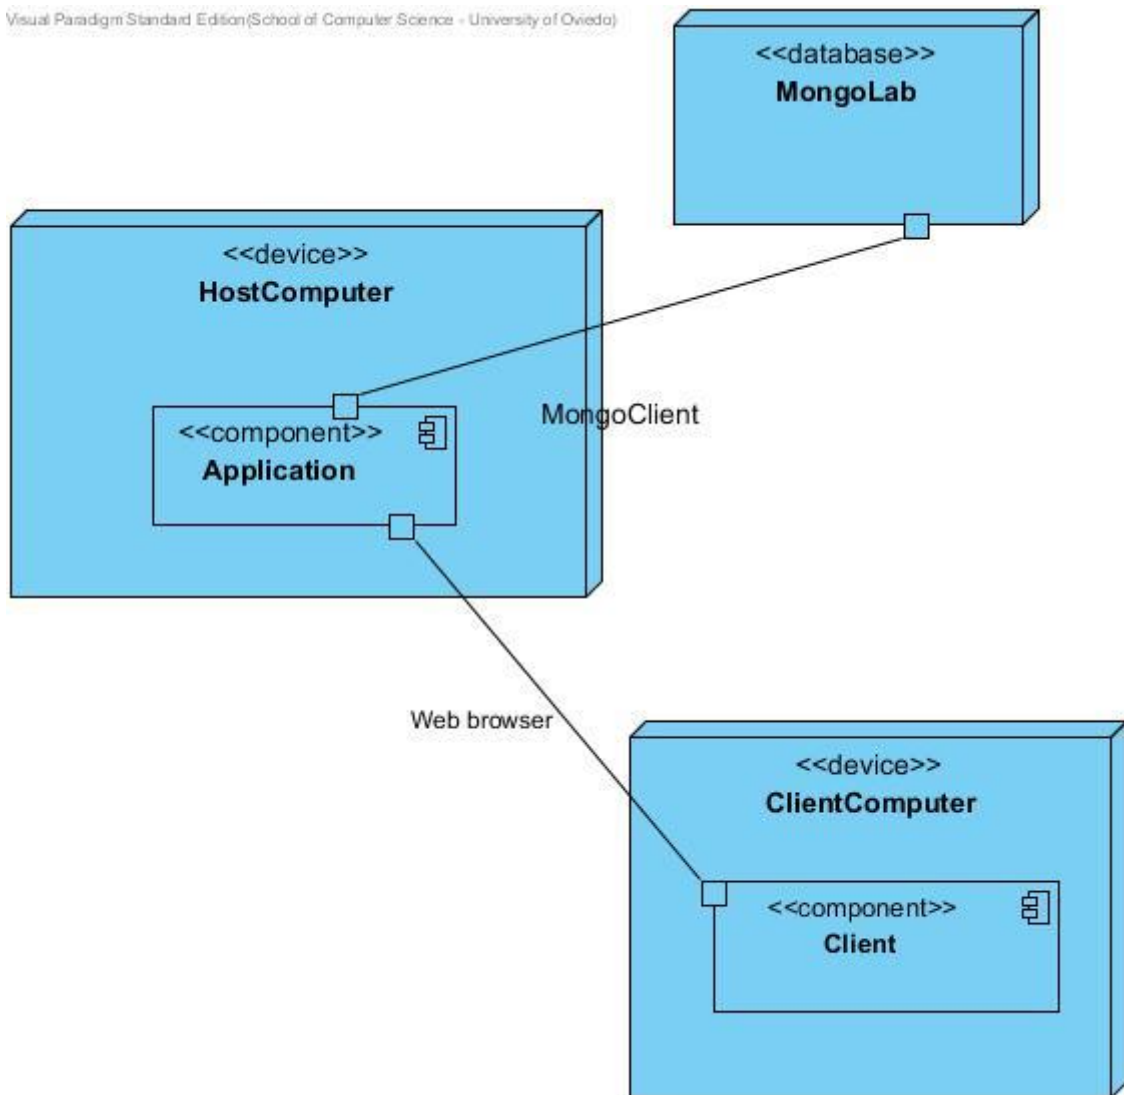 Visual Paradigm Standard Edition(School of Computer Science - University of Oviedo)
<<database>>
MongoLab
<<device>>
HostComputer
MongoClient
<<component>>
Application
Web browser
<<device>>
ClientComputer
<<component>>
Client